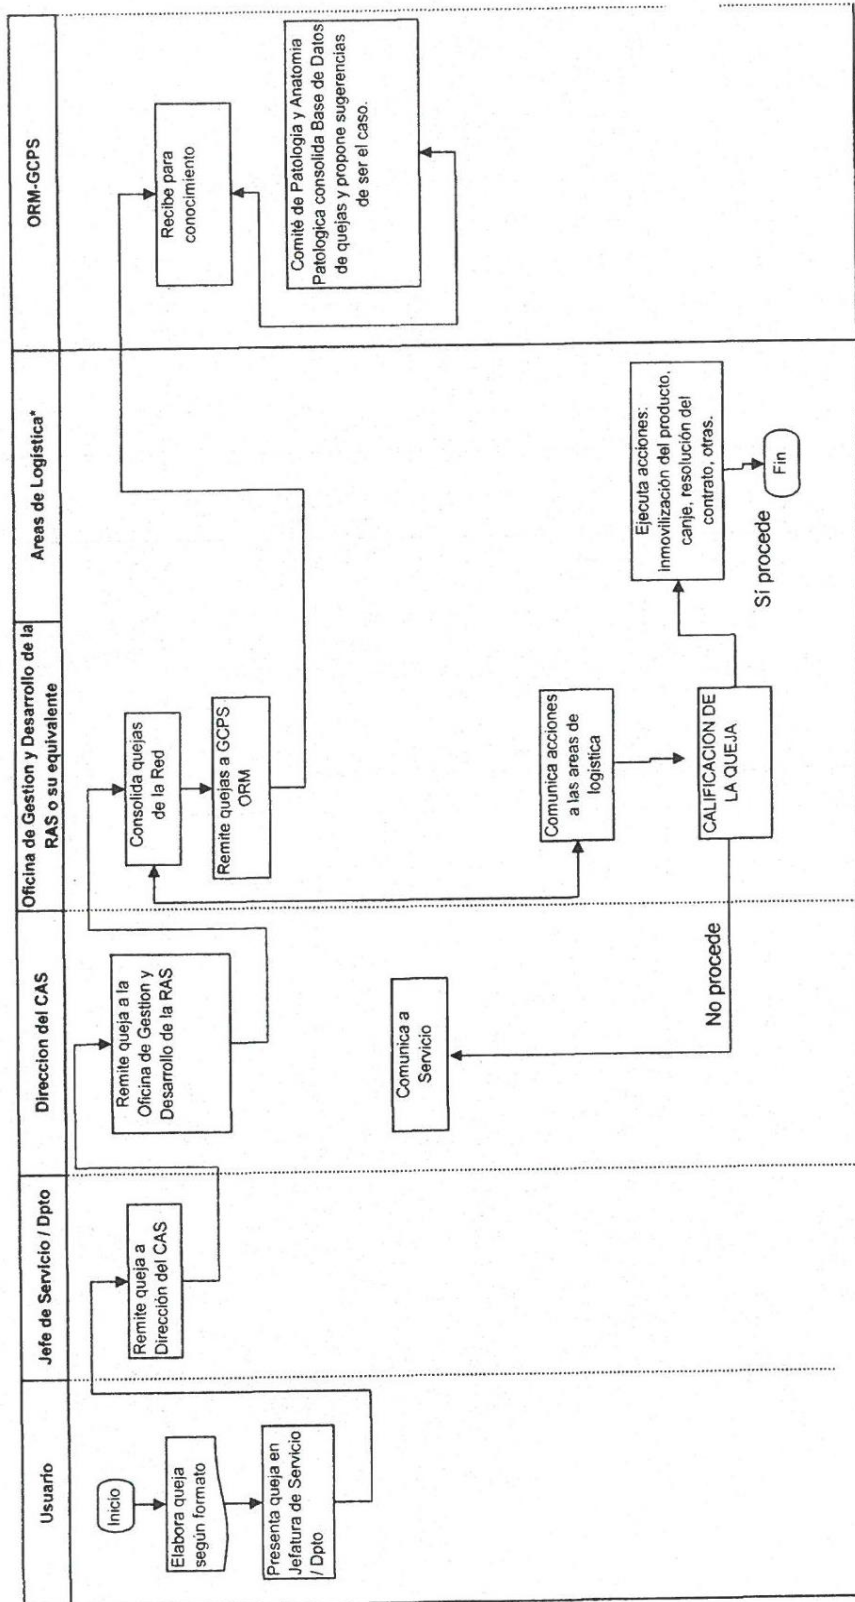 Usuario
Jefe de Servicio / Dpto
Direccion del CAS
Oficina de Gestion y Desarrollo de la
RAS o su equivalente
Areas de Logística*
ORM-GCPS
Inicio
Elabora queja
según formato
Presenta queja en
Jefatura de Servicio
/ Dpto
Remite queja a
Dirección del CAS
Remite queja a la
Oficina de Gestion y
Desarrollo de la RAS
Comunica a
Servicio
Consolida quejas
de la Red
Remite quejas a GCPS
ORM
Comunica acciones
a las areas de
logistica
CALIFICACION DE
LA QUEJA
No procede
Sí procede
Ejecuta acciones:
inmovilización del producto,
canje, resolución del
contrato, otras.
Fin
Recibe para
conocimiento
Comité de Patología y Anatomia
Patologica consolida Base de Datos
de quejas y propone sugerencias
de ser el caso.